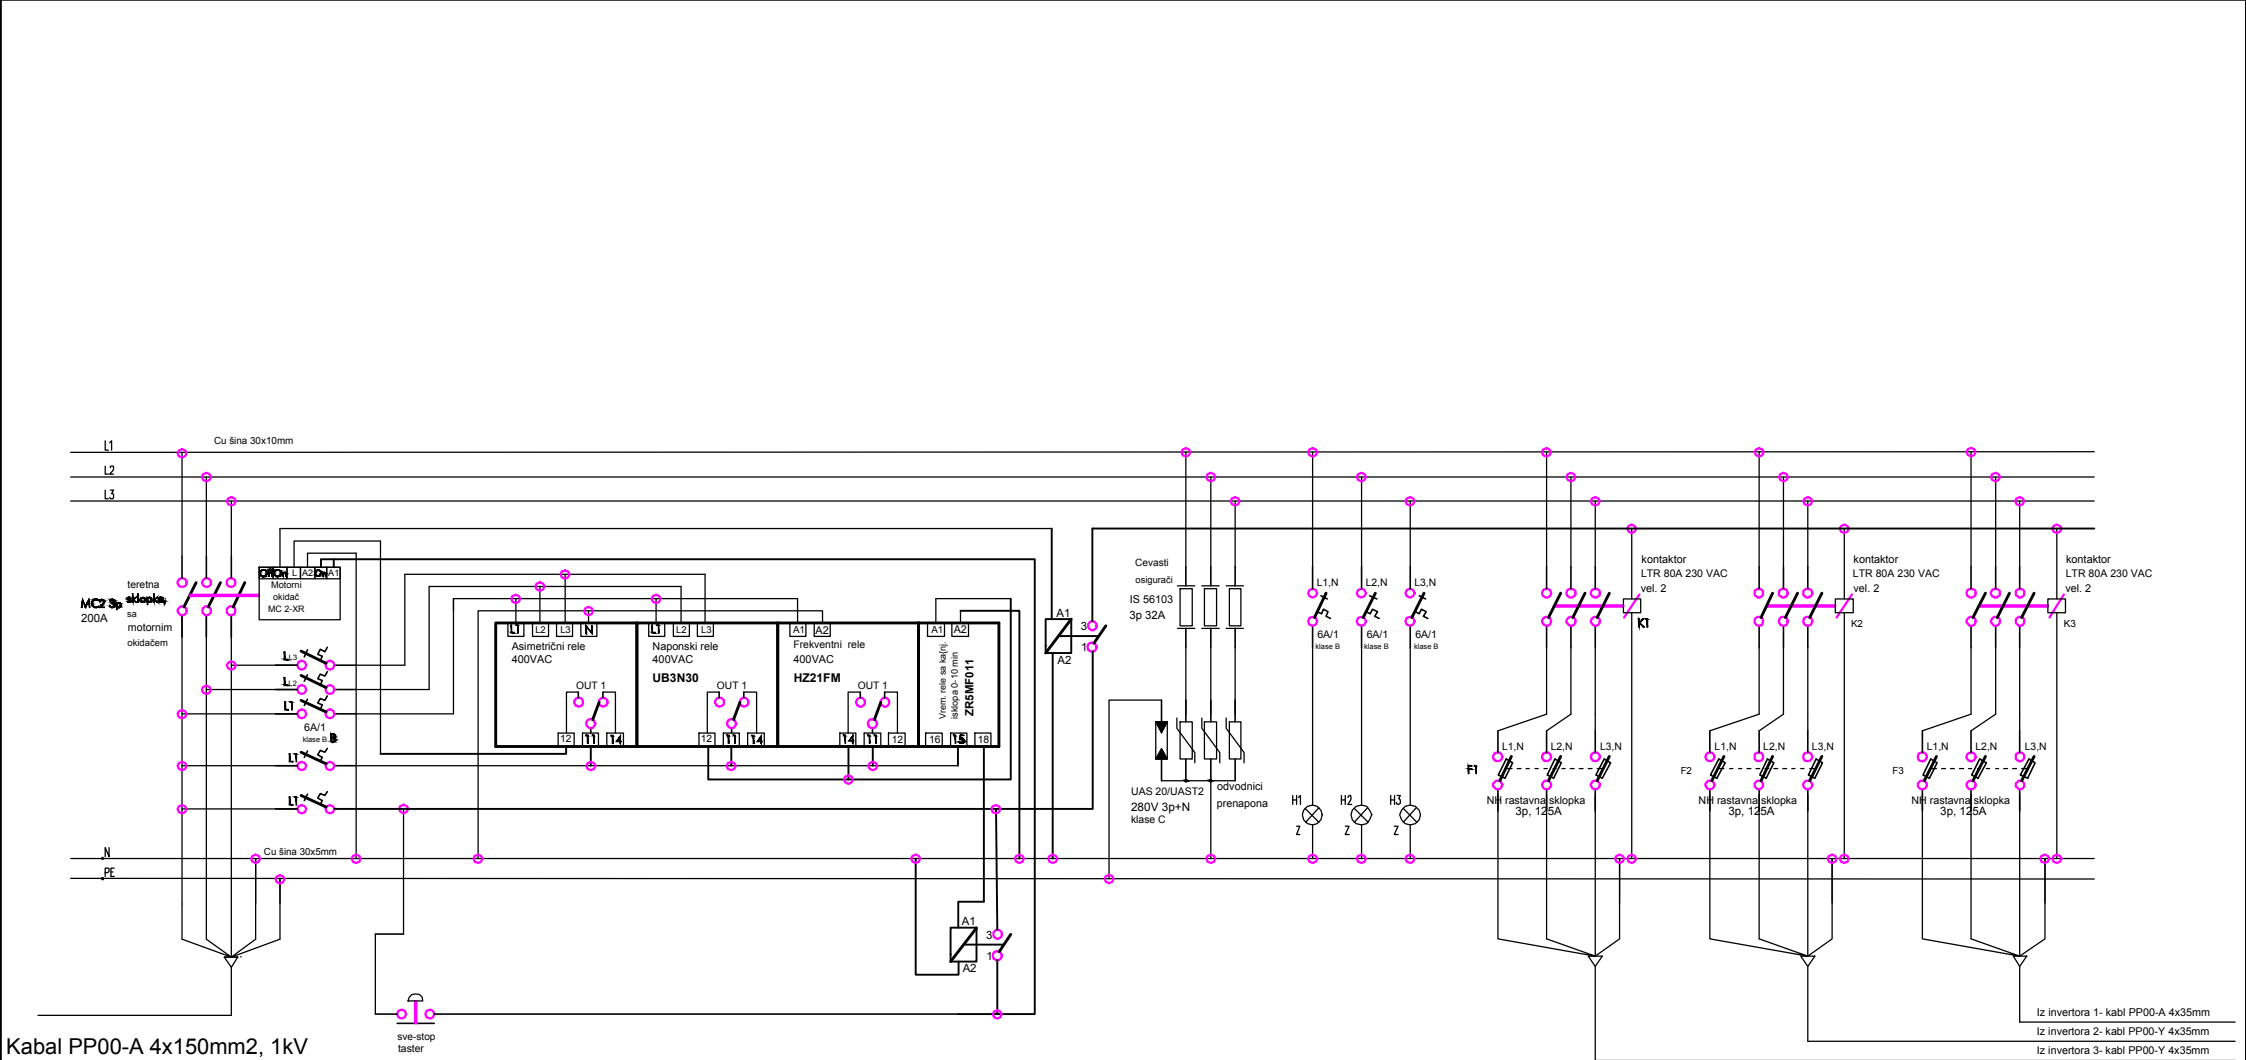 L1
Cu šina 30x10mm
L2
L3
teretna
MC2 3p sklopka
200A
sa
motornim
okidačem
L A2 On A1
Motorni
okidač
MC 2-XR
L3
L2
L1
6A/1
klase B
L1
L1
L1 L2 L3 N
Asimetrični rele
400VAC
OUT 1
12 11 14
L1 L2 L3
Naponski rele
400VAC
UB3N30
OUT 1
12 11 14
A1 A2
Frekventni rele
400VAC
HZ21FM
OUT 1
14 11 12
A1 A2
Vrem. rele sa ka[nj.
isklopa 0-10 min
ZR5MF011
16 15 18
A1
A2
3
1
Cevasti
osigurači
IS 56103
3p 32A
UAS 20/UAST2
280V 3p+N
klase C
odvodnici
prenapona
L1,N L2,N L3,N
6A/1 6A/1 6A/1
klase B klase B klase B
H1 H2 H3
Z Z Z
kontaktor
LTR 80A 230 VAC
vel. 2
K1
L1,N L2,N L3,N
F1
NH rastavna sklopka
3p, 125A
kontaktor
LTR 80A 230 VAC
vel. 2
K2
L1,N L2,N L3,N
F2
NH rastavna sklopka
3p, 125A
kontaktor
LTR 80A 230 VAC
vel. 2
K3
L1,N L2,N L3,N
F3
NH rastavna sklopka
3p, 125A
N
Cu šina 30x5mm
PE
A1
A2
3
1
sve-stop
taster
Kabal PP00-A 4x150mm2, 1kV
Iz invertora 1- kabl PP00-A 4x35mm
Iz invertora 2- kabl PP00-Y 4x35mm
Iz invertora 3- kabl PP00-Y 4x35mm